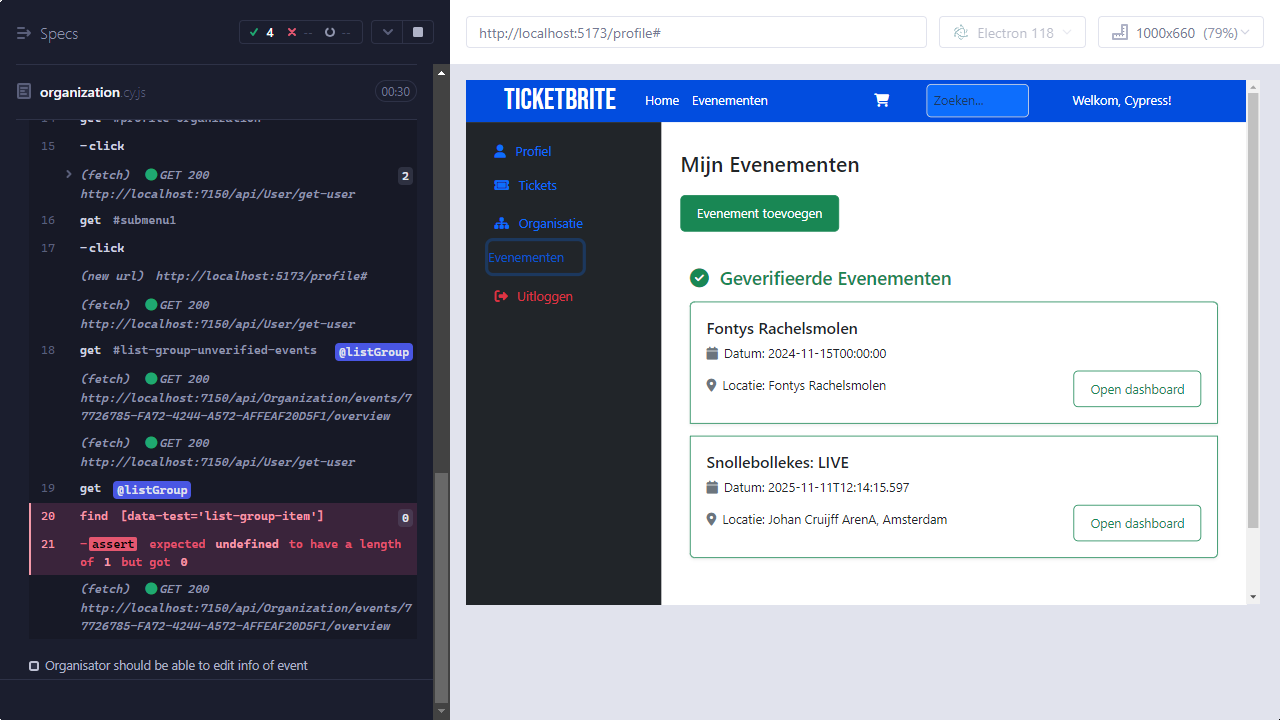 Specs
4
--
--
organization.cy.js
00:30
14 get #profile-organization
15 -click
(fetch) GET 200 2
http://localhost:7150/api/User/get-user
16 get #submenu1
17 -click
(new url) http://localhost:5173/profile#
(fetch) GET 200
http://localhost:7150/api/User/get-user
18 get #list-group-unverified-events @listGroup
(fetch) GET 200
http://localhost:7150/api/Organization/events/7
7726785-FA72-4244-A572-AFFEAF20D5F1/overview
(fetch) GET 200
http://localhost:7150/api/User/get-user
19 get @listGroup
20 find [data-test='list-group-item'] 0
21 -assert expected undefined to have a length
of 1 but got 0
(fetch) GET 200
http://localhost:7150/api/Organization/events/7
7726785-FA72-4244-A572-AFFEAF20D5F1/overview
Organisator should be able to edit info of event
http://localhost:5173/profile#
Electron 118
1000x660 (79%)
TICKETBRITE
Home
Evenementen
Zoeken...
Welkom, Cypress!
Profiel
Tickets
Organisatie
Evenementen
Uitloggen
Mijn Evenementen
Evenement toevoegen
Geverifieerde Evenementen
Fontys Rachelsmolen
Datum: 2024-11-15T00:00:00
Locatie: Fontys Rachelsmolen
Open dashboard
Snollebollekes: LIVE
Datum: 2025-11-11T12:14:15.597
Locatie: Johan Cruijff ArenA, Amsterdam
Open dashboard